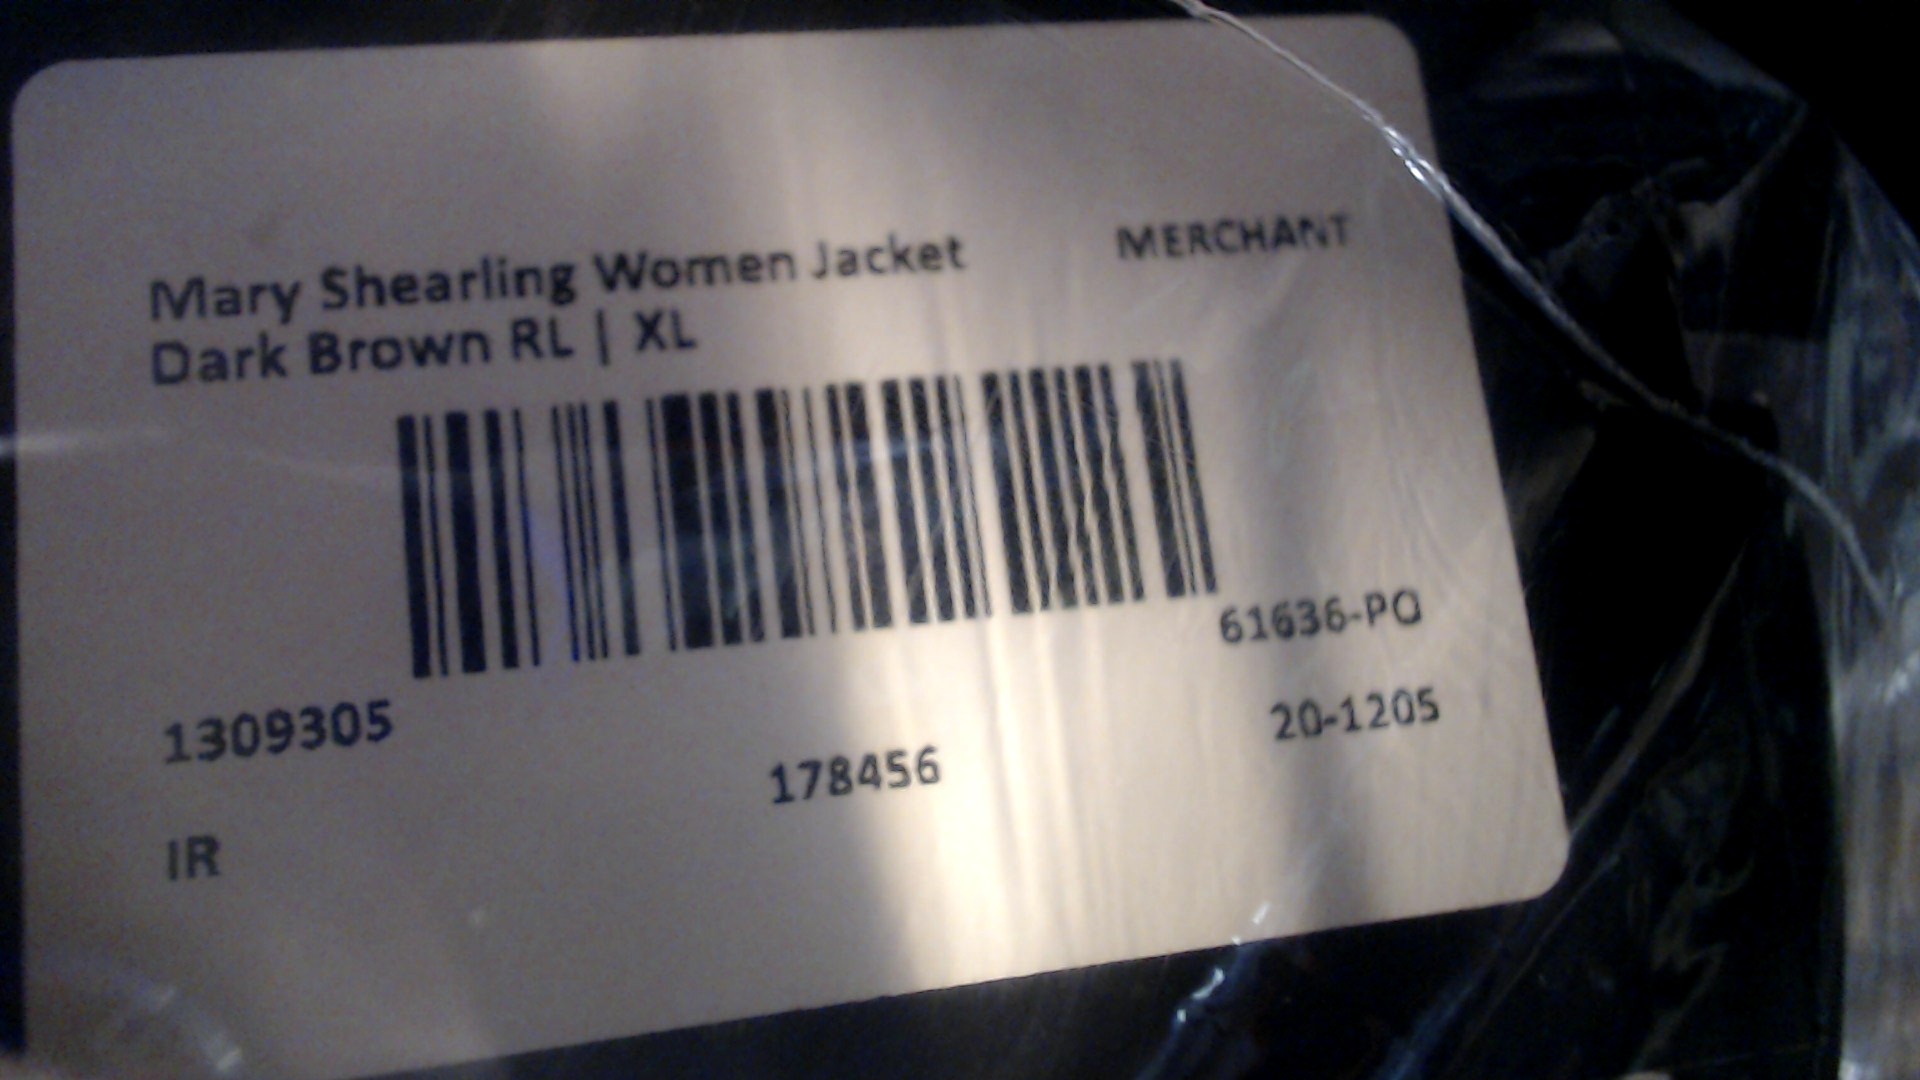 Mary Shearling Women Jacket
MERCHANT
Dark Brown RL | XL
61636-PO
1309305
20-1205
178456
IR